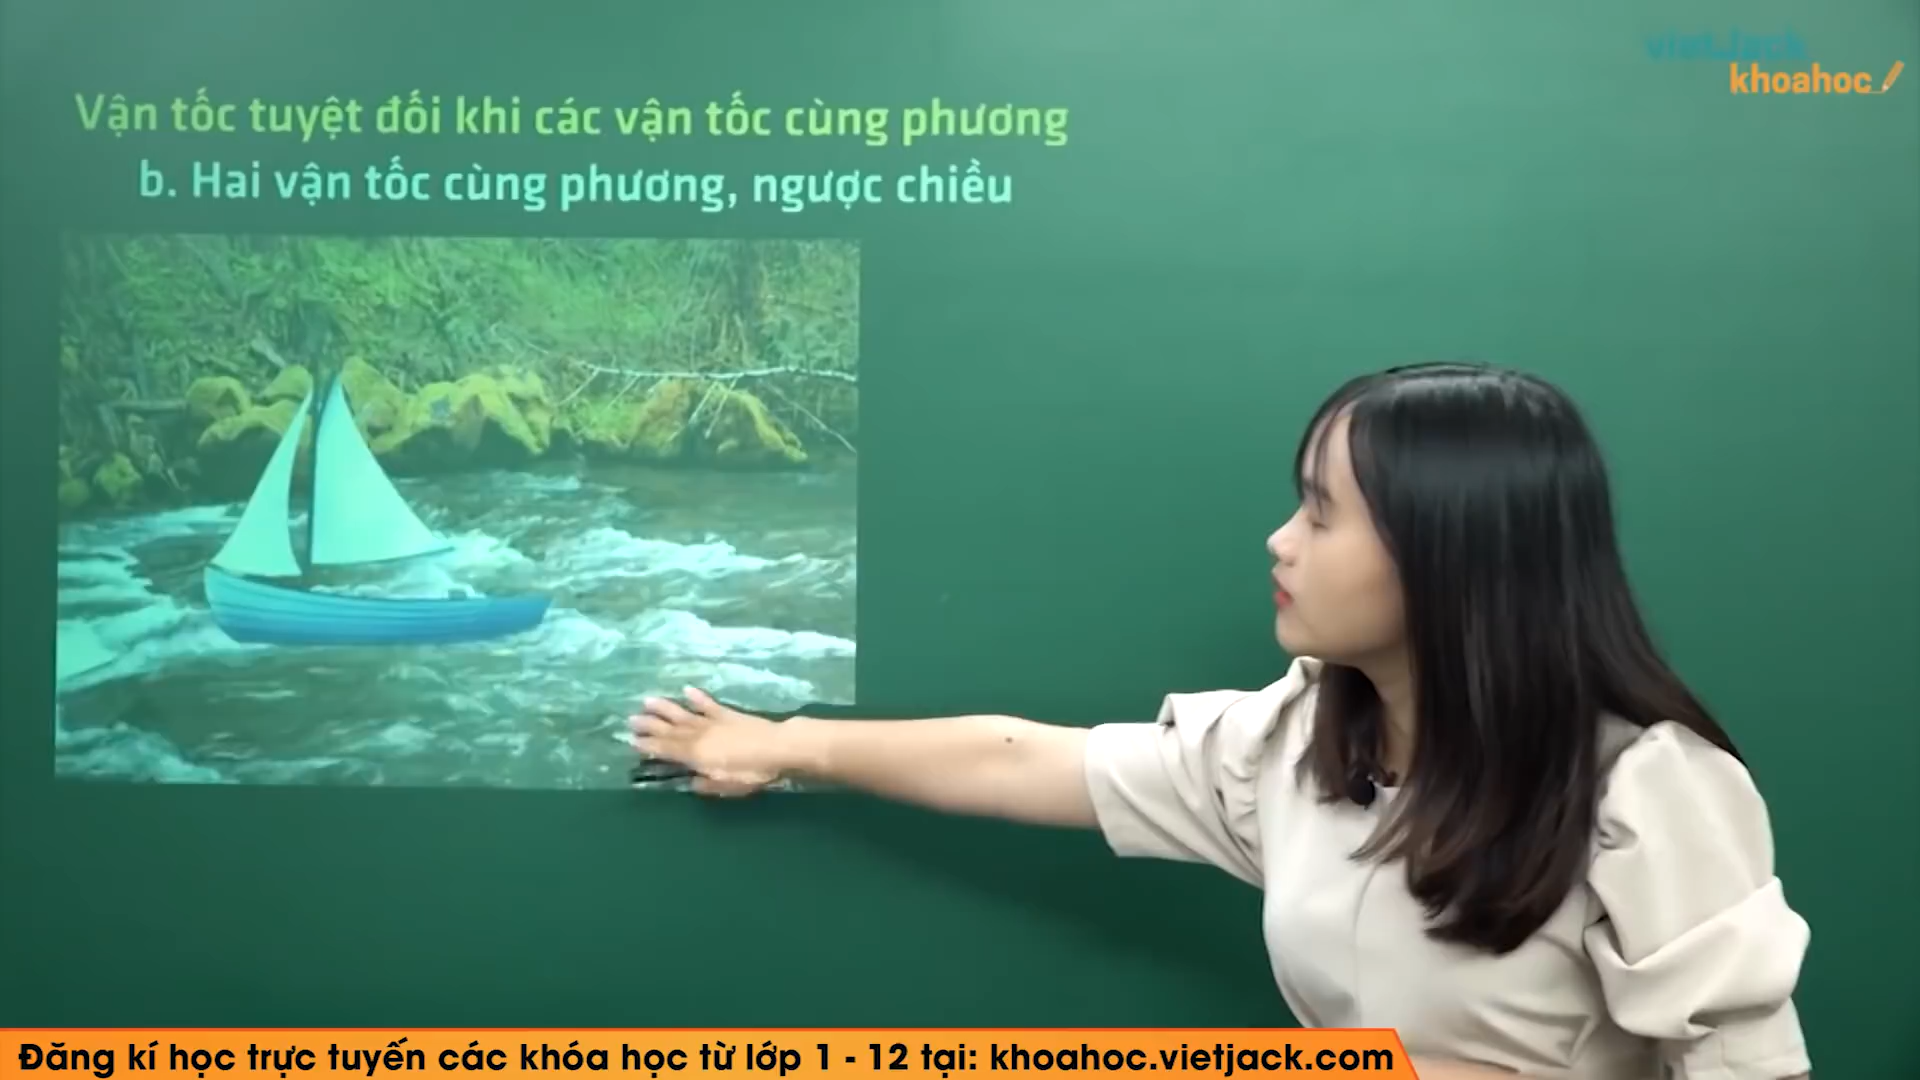 vietJack
khoahoc
Vận tốc tuyệt đối khi các vận tốc cùng phương
b. Hai vận tốc cùng phương, ngược chiều
Đăng kí học trực tuyến các khóa học từ lớp 1 - 12 tại: khoahoc.vietjack.com